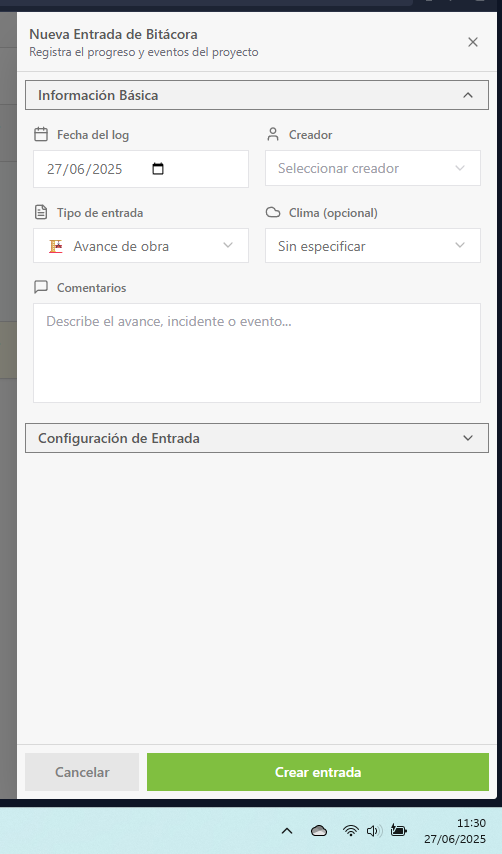 Nueva Entrada de Bitácora
Registra el progreso y eventos del proyecto
Información Básica
Fecha del log
Creador
27/06/2025
Seleccionar creador
Tipo de entrada
Clima (opcional)
Avance de obra
Sin especificar
Comentarios
Describe el avance, incidente o evento...
Configuración de Entrada
Cancelar
Crear entrada
11:30
27/06/2025